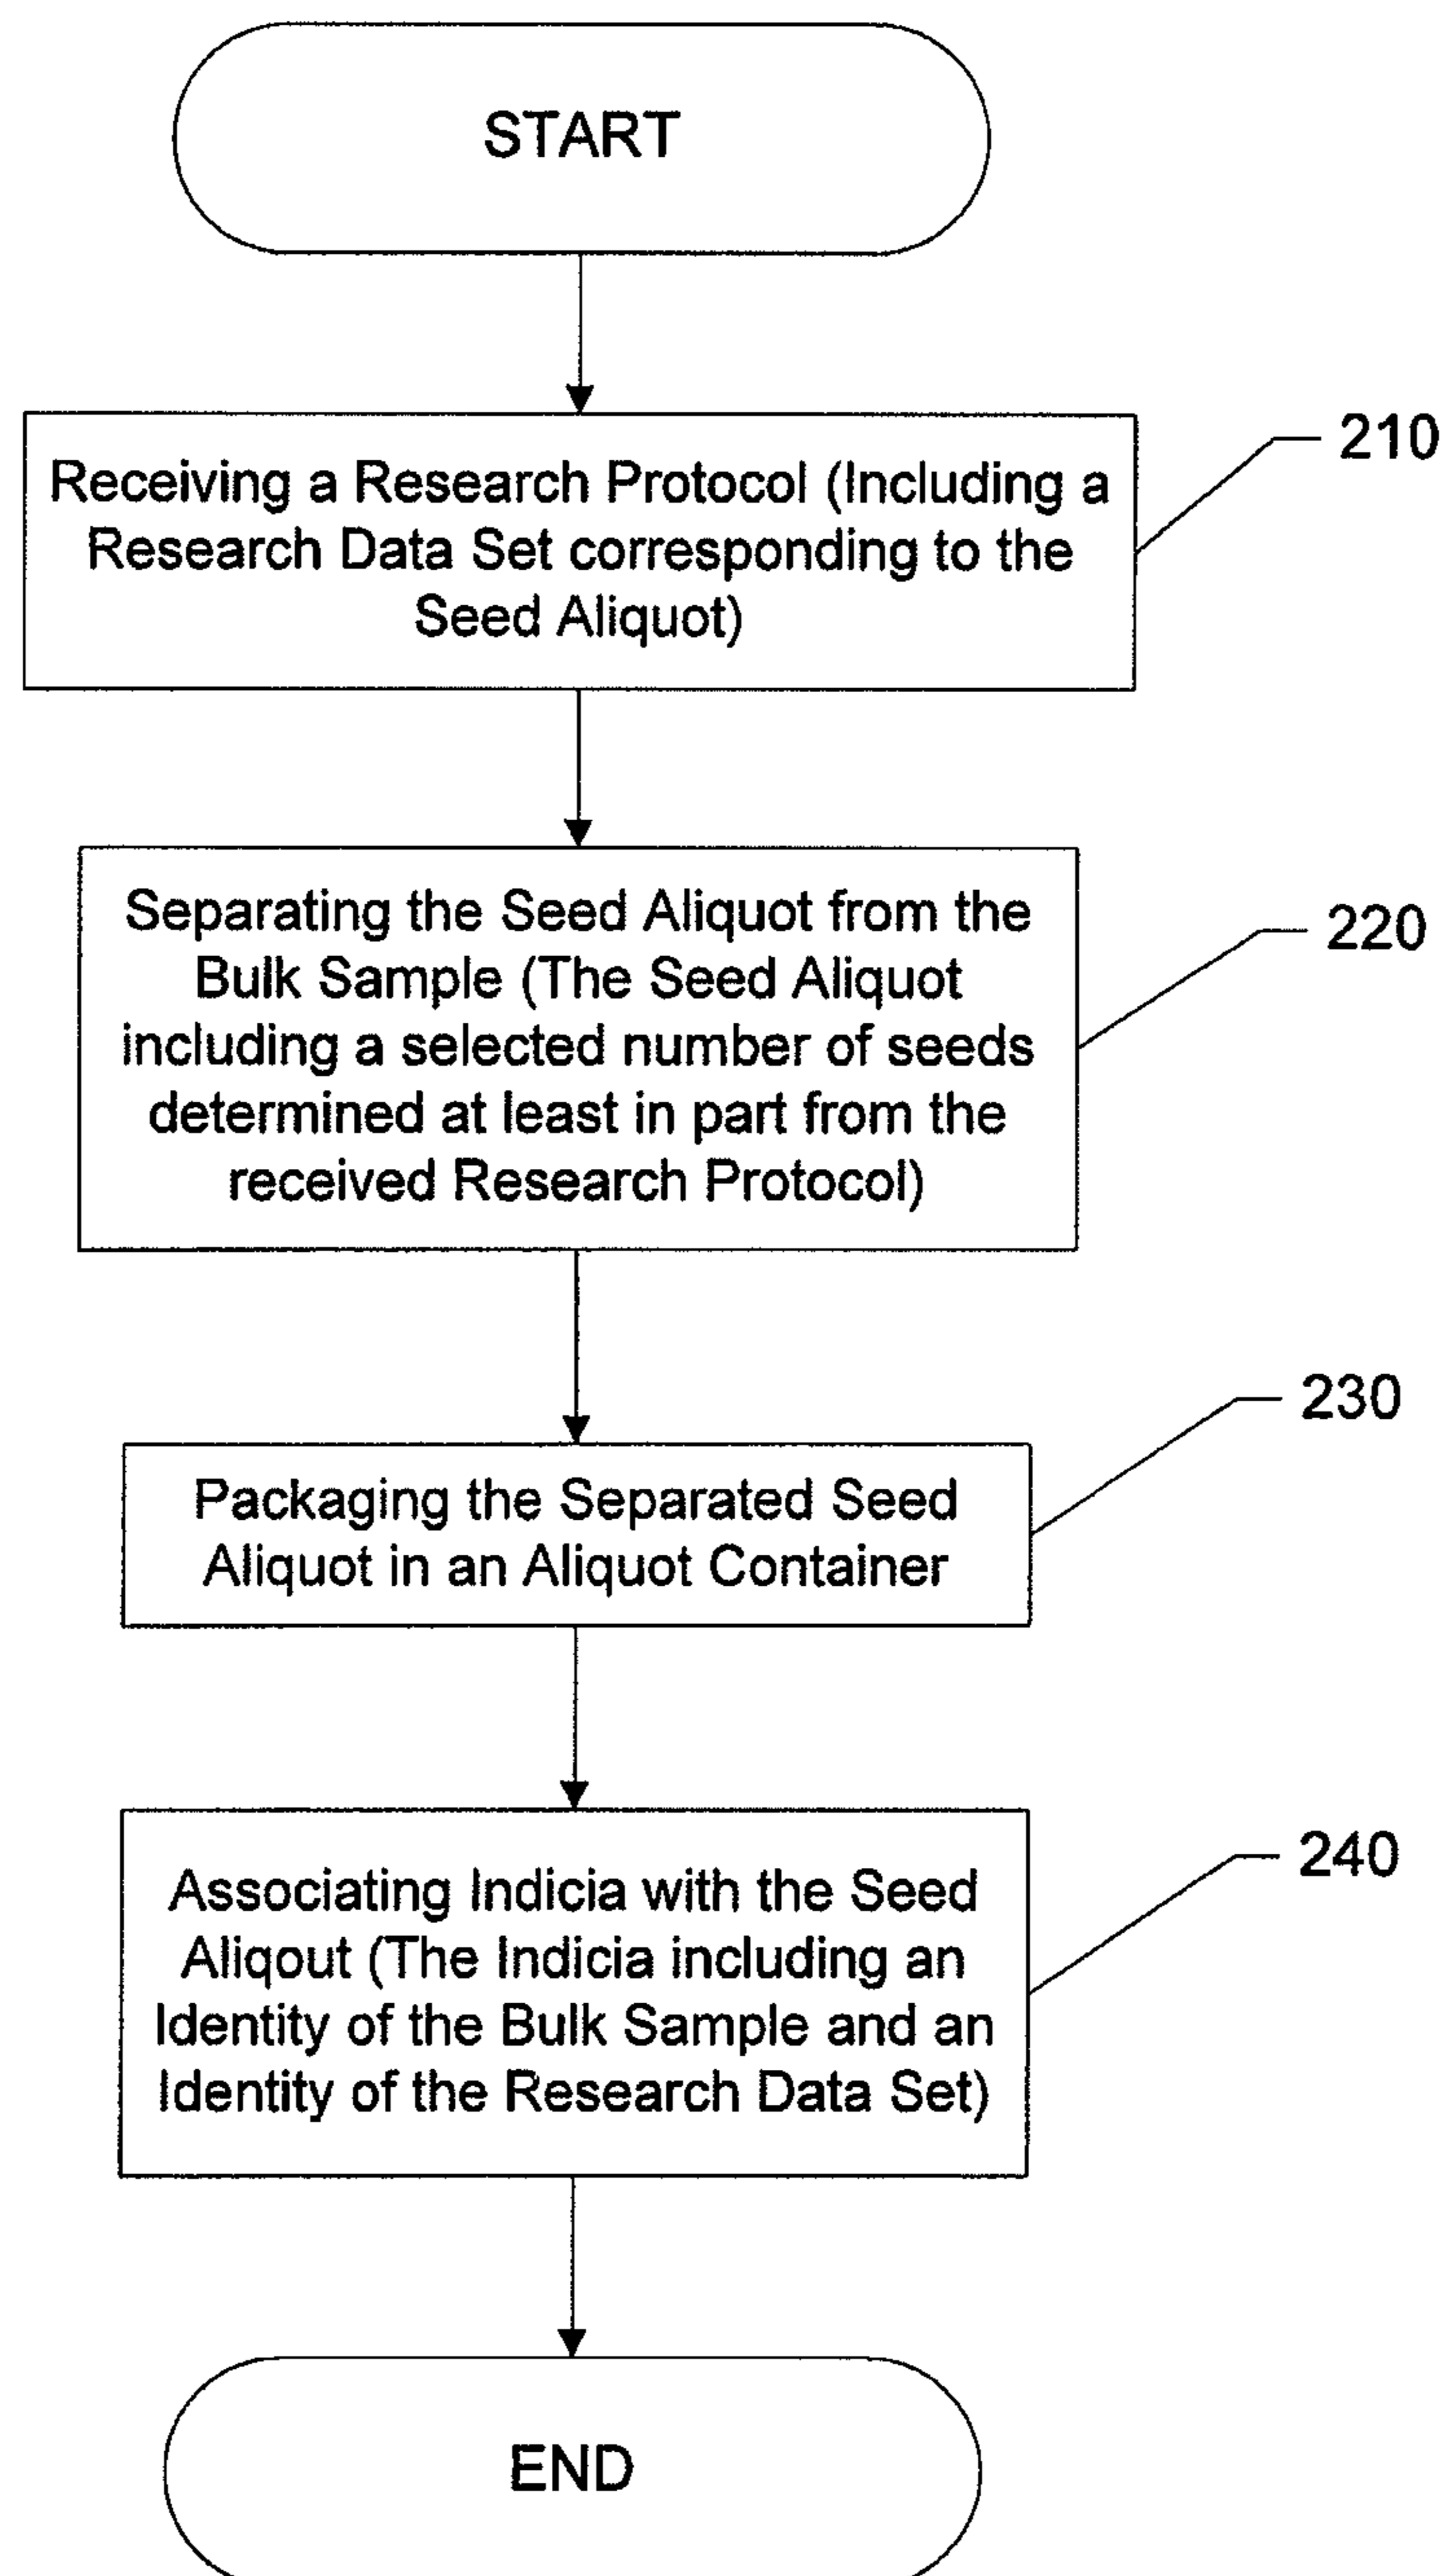 START
Receiving a Research Protocol (Including a
Research Data Set corresponding to the
Seed Aliquot)
210
Separating the Seed Aliquot from the
Bulk Sample (The Seed Aliquot
including a selected number of seeds
determined at least in part from the
received Research Protocol)
220
Packaging the Separated Seed
Aliquot in an Aliquot Container
230
Associating Indicia with the Seed
Aliqout (The Indicia including an
Identity of the Bulk Sample and an
Identity of the Research Data Set)
240
END